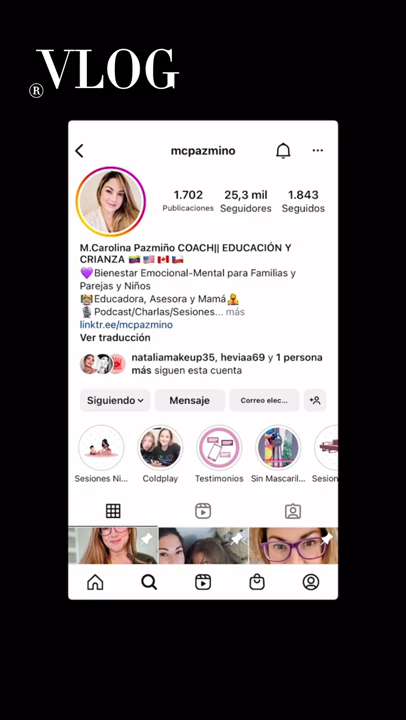 VLOG
®
mcpazmino
1.702
25,3 mil
1.843
Publicaciones
Seguidores
Seguidos
M.Carolina Pazmiño COACH|| EDUCACIÓN Y
CRIANZA 🇻🇪 🇺🇸 🇨🇦 🇨🇱
💜Bienestar Emocional-Mental para Familias y
Parejas y Niños
Educadora, Asesora y Mamá
🎙Podcast/Charlas/Sesiones... más
linktr.ee/mcpazmino
Ver traducción
nataliamakeup35, heviaa69 y 1 persona
más siguen esta cuenta
Siguiendo
Mensaje
Correo elec...
Sesiones Ni...
Coldplay
Testimonios
Sin Mascaril...
Sesion